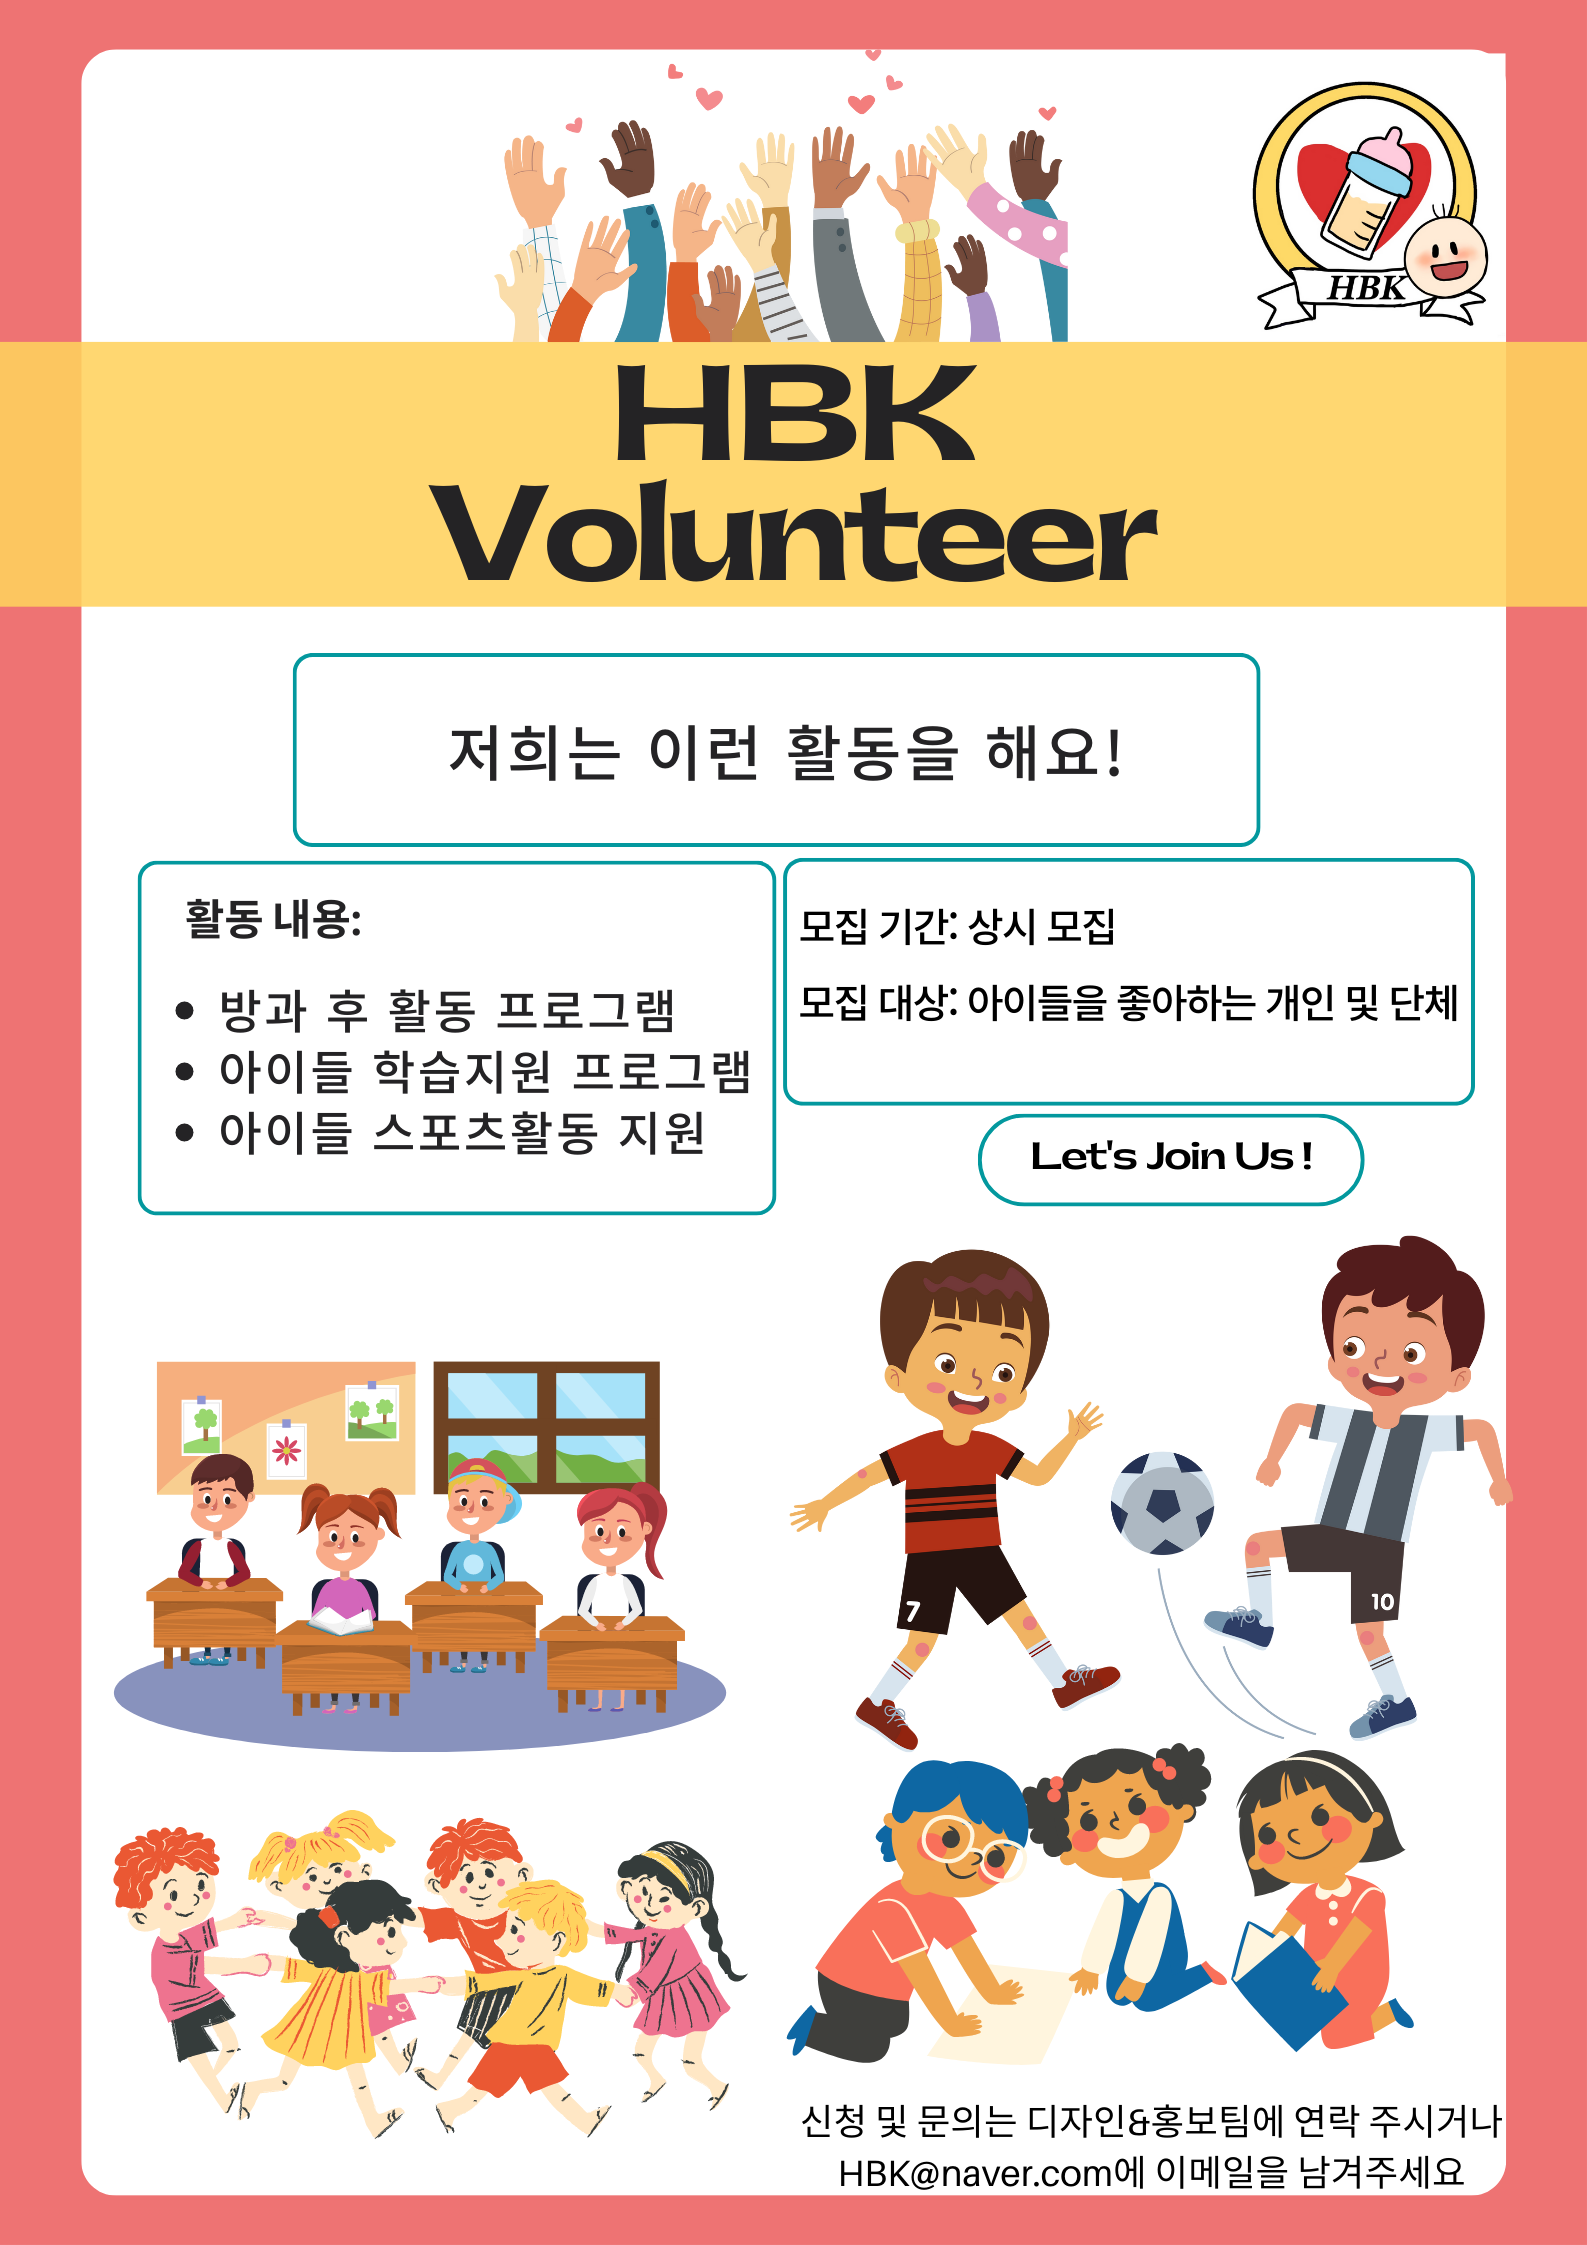 HBK
HBK
Volunteer
저희는 이런 활동을 해요!
활동 내용:
• 방과 후 활동 프로그램
• 아이들 학습지원 프로그램
• 아이들 스포츠활동 지원
모집 기간: 상시 모집
모집 대상: 아이들을 좋아하는 개인 및 단체
Let's Join Us !
7
10
신청 및 문의는 디자인&홍보팀에 연락 주시거나
HBK@naver.com에 이메일을 남겨주세요